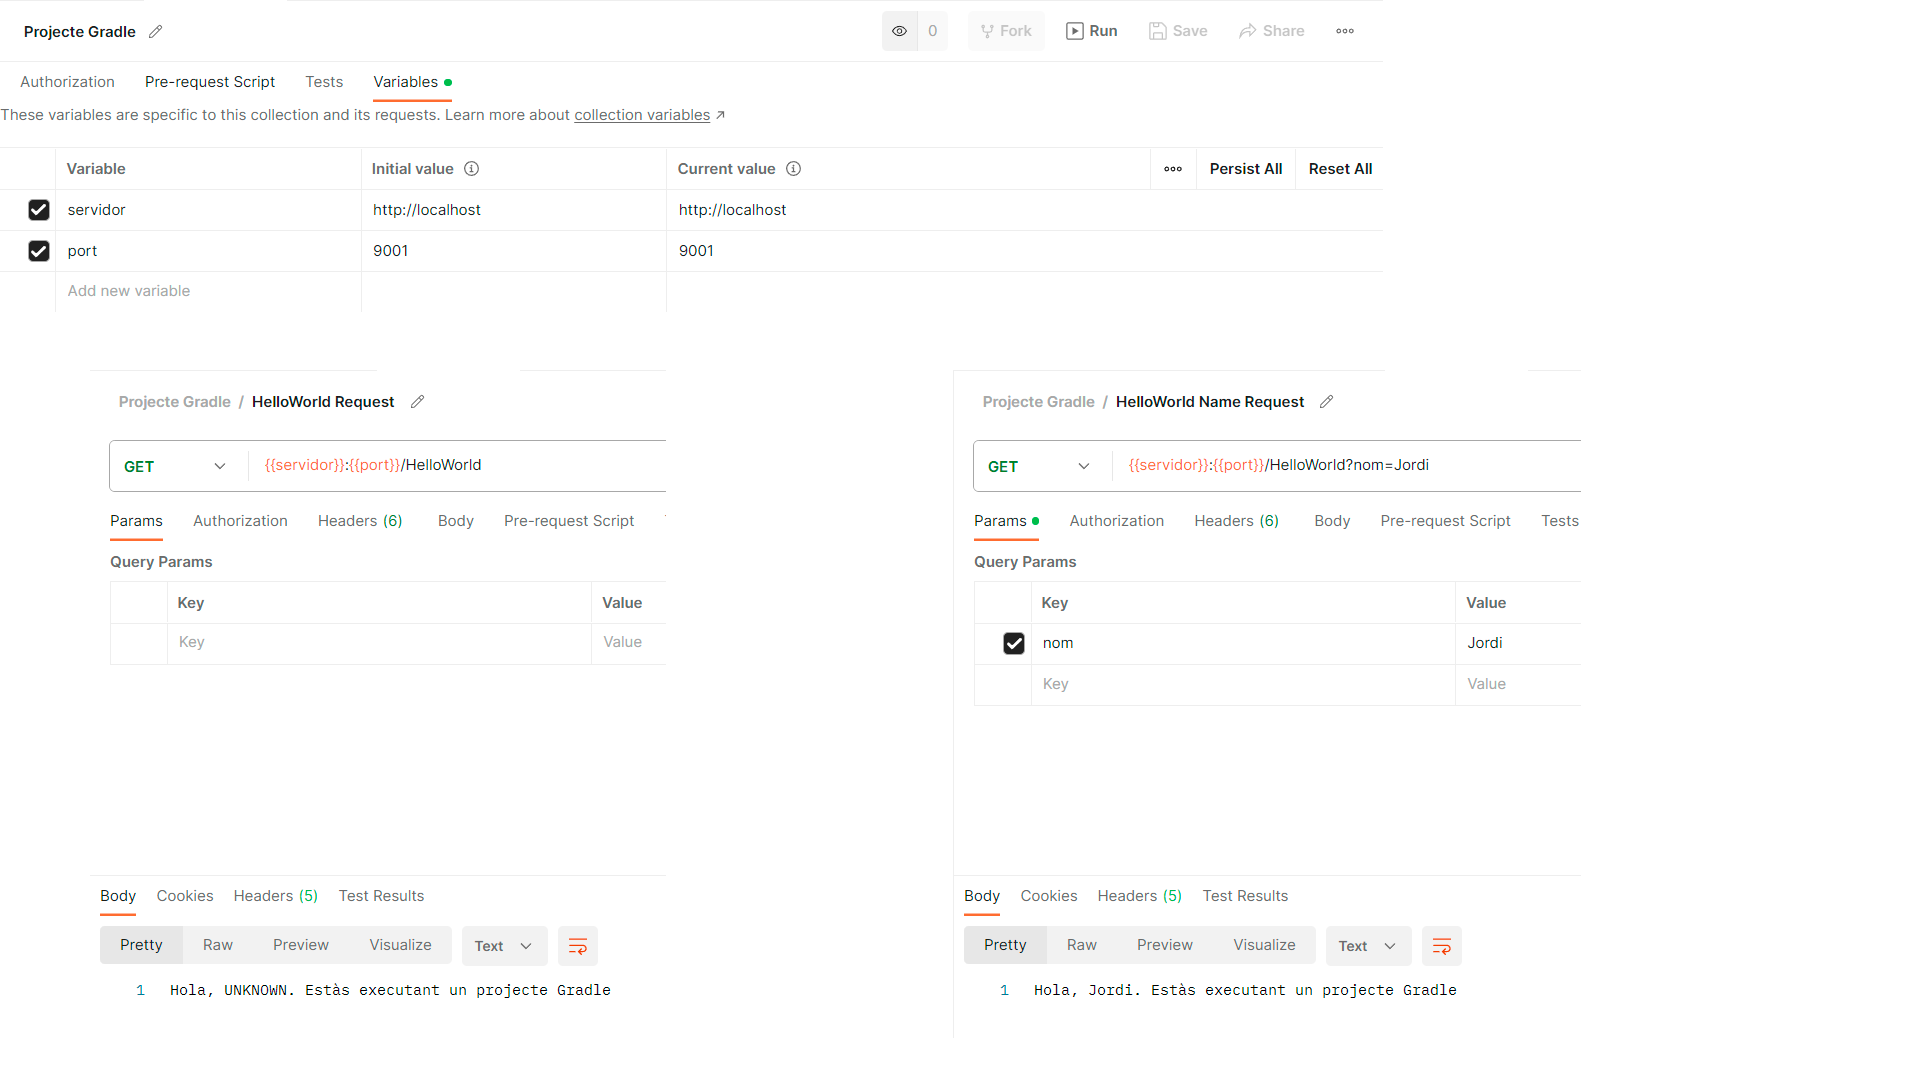 Projecte Gradle
0 Fork Run Save Share
Authorization Pre-request Script Tests Variables
These variables are specific to this collection and its requests. Learn more about collection variables ↗
Variable Initial value Current value Persist All Reset All
servidor http://localhost http://localhost
port 9001 9001
Add new variable
Projecte Gradle / HelloWorld Request
GET {{servidor}}:{{port}}/HelloWorld
Params Authorization Headers (6) Body Pre-request Script
Query Params
Key Value
Key Value
Body Cookies Headers (5) Test Results
Pretty Raw Preview Visualize Text
1 Hola, UNKNOWN. Estàs executant un projecte Gradle
Projecte Gradle / HelloWorld Name Request
GET {{servidor}}:{{port}}/HelloWorld?nom=Jordi
Params Authorization Headers (6) Body Pre-request Script Tests
Query Params
Key Value
nom Jordi
Key Value
Body Cookies Headers (5) Test Results
Pretty Raw Preview Visualize Text
1 Hola, Jordi. Estàs executant un projecte Gradle